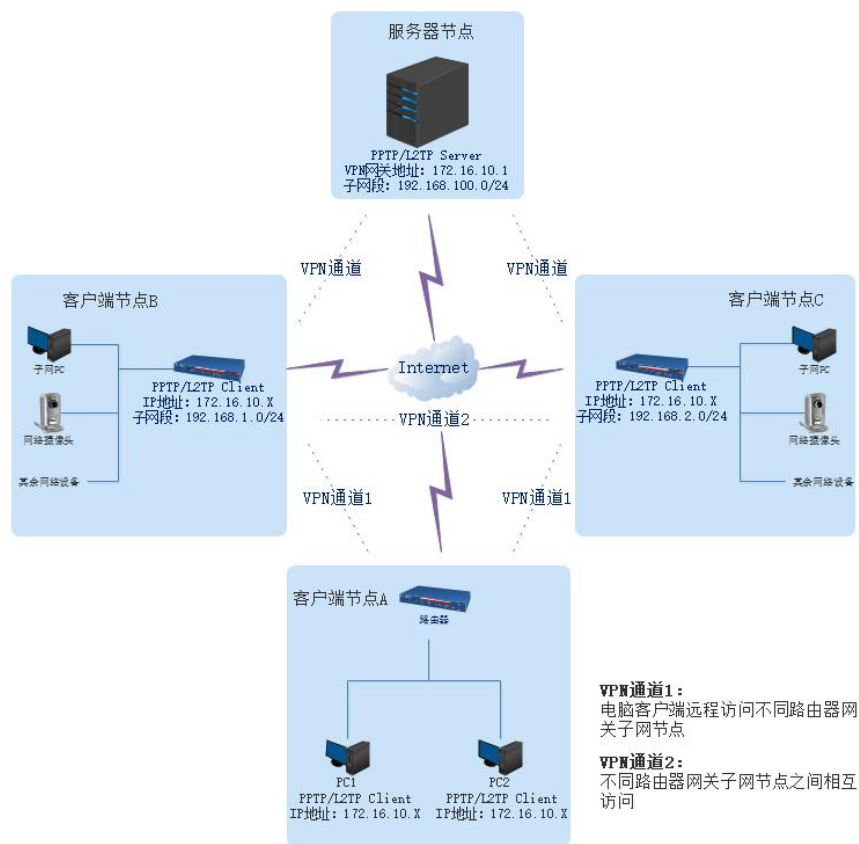 服务器节点
PPTP/L2TP Server
VPN网关地址: 172.16.10.1
子网段: 192.168.100.0/24
VPN通道
VPN通道
客户端节点B
子网PC
PPTP/L2TP Client
IP地址: 172.16.10.X
子网段: 192.168.1.0/24
网络摄像头
其余网络设备
Internet
VPN通道2
客户端节点C
子网PC
PPTP/L2TP Client
IP地址: 172.16.10.X
子网段: 192.168.2.0/24
网络摄像头
其余网络设备
VPN通道1
VPN通道1
客户端节点A
路由器
PC1
PPTP/L2TP Client
IP地址: 172.16.10.X
PC2
PPTP/L2TP Client
IP地址: 172.16.10.X
VPN通道1:
电脑客户端远程访问不同路由器网
关子网节点
VPN通道2:
不同路由器网关子网节点之间相互
访问